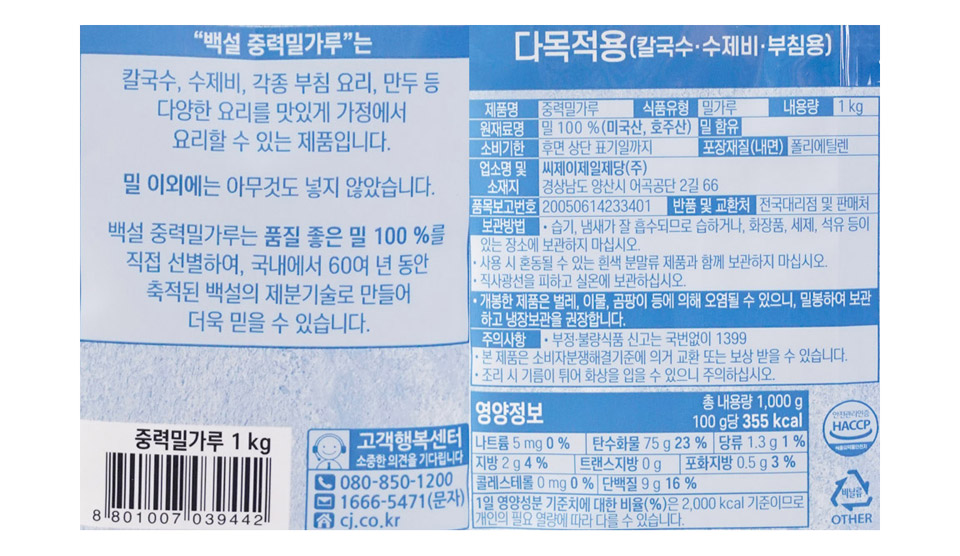 “백설 중력밀가루”는
칼국수, 수제비, 각종 부침 요리, 만두 등
다양한 요리를 맛있게 가정에서
요리할 수 있는 제품입니다.
밀 이외에는 아무것도 넣지 않았습니다.
백설 중력밀가루는 품질 좋은 밀 100 %를
직접 선별하여, 국내에서 60여 년 동안
축적된 백설의 제분기술로 만들어
더욱 믿을 수 있습니다.
중력밀가루 1 kg
8 801007 039442
고객행복센터
소중한 의견을 기다립니다
080-850-1200
1666-5471(문자)
cj.co.kr
다목적용(칼국수·수제비·부침용)
제품명 중력밀가루 식품유형 밀가루 내용량 1 kg
원재료명 밀 100 %(미국산, 호주산) 밀 함유
소비기한 후면 상단 표기일까지 포장재질(내면) 폴리에틸렌
업소명 및 소재지 씨제이제일제당(주)
경상남도 양산시 어곡공단 2길 66
품목보고번호 20050614233401 반품 및 교환처 전국대리점 및 판매처
보관방법 · 습기, 냄새가 잘 흡수되므로 습하거나, 화장품, 세제, 석유 등이
있는 장소에 보관하지 마십시오.
· 사용 시 혼동될 수 있는 흰색 분말류 제품과 함께 보관하지 마십시오.
· 직사광선을 피하고 실온에 보관하십시오.
· 개봉한 제품은 벌레, 이물, 곰팡이 등에 의해 오염될 수 있으니, 밀봉하여 보관
하고 냉장보관을 권장합니다.
주의사항 · 부정·불량식품 신고는 국번없이 1399
· 본 제품은 소비자분쟁해결기준에 의거 교환 또는 보상 받을 수 있습니다.
· 조리 시 기름이 튀어 화상을 입을 수 있으니 주의하십시오.
영양정보 총 내용량 1,000 g
100 g당 355 kcal
나트륨 5 mg 0 % 탄수화물 75 g 23 % 당류 1.3 g 1 %
지방 2 g 4 % 트랜스지방 0 g 포화지방 0.5 g 3 %
콜레스테롤 0 mg 0 % 단백질 9 g 16 %
1일 영양성분 기준치에 대한 비율(%)은 2,000 kcal 기준이므로
개인의 필요 열량에 따라 다를 수 있습니다.
안전관리인증
HACCP
식품의약품안전처
비닐류
OTHER